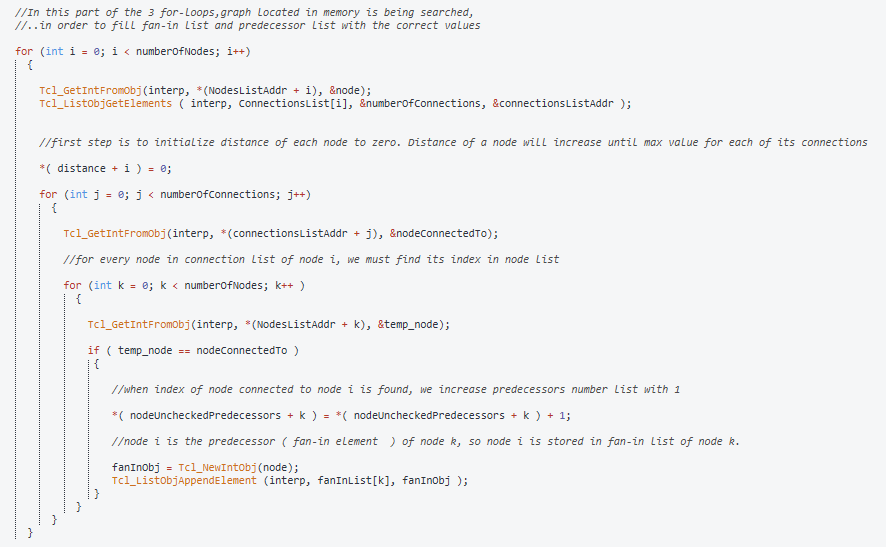 //In this part of the 3 for-loops,graph located in memory is being searched,
//..in order to fill fan-in list and predecessor list with the correct values
for (int i = 0; i < numberOfNodes; i++)
{
Tcl_GetIntFromObj(interp, *(NodesListAddr + i), &node);
Tcl_ListObjGetElements ( interp, ConnectionsList[i], &numberOfConnections, &connectionsListAddr );
//first step is to initialize distance of each node to zero. Distance of a node will increase until max value for each of its connections
*( distance + i ) = 0;
for (int j = 0; j < numberOfConnections; j++)
{
Tcl_GetIntFromObj(interp, *(connectionsListAddr + j), &nodeConnectedTo);
//for every node in connection list of node i, we must find its index in node list
for (int k = 0; k < numberOfNodes; k++ )
{
Tcl_GetIntFromObj(interp, *(NodesListAddr + k), &temp_node);
if ( temp_node == nodeConnectedTo )
{
//when index of node connected to node i is found, we increase predecessors number list with 1
*( nodeUncheckedPredecessors + k ) = *( nodeUncheckedPredecessors + k ) + 1;
//node i is the predecessor ( fan-in element  ) of node k, so node i is stored in fan-in list of node k.
fanInObj = Tcl_NewIntObj(node);
Tcl_ListObjAppendElement (interp, fanInList[k], fanInObj );
}
}
}
}